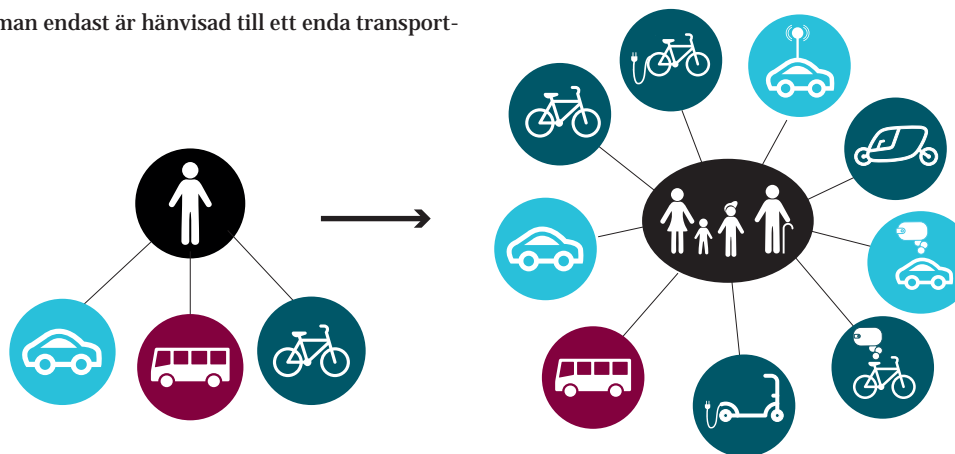 man endast är hänvisad till ett enda transport-